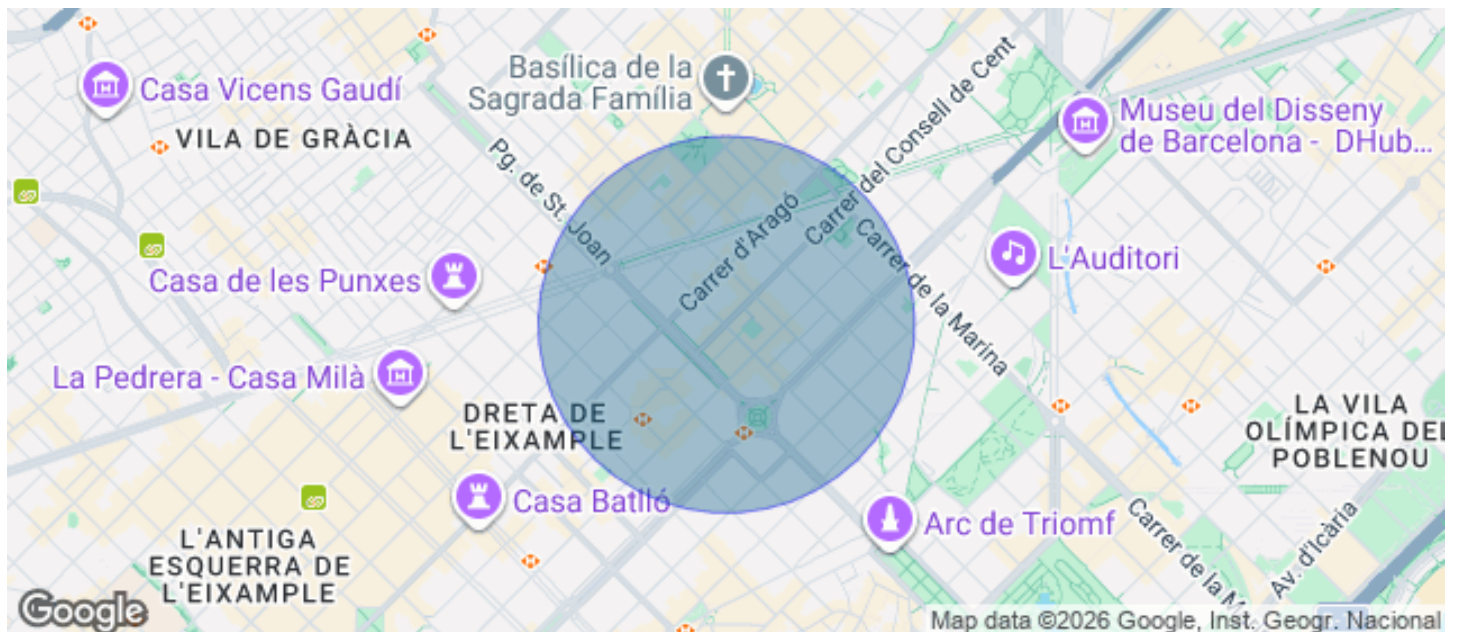 Basílica de la
Sagrada Família
Casa Vicens Gaudí
VILA DE GRÀCIA
Museu del Disseny
de Barcelona - DHub...
Carrer del Consell de Cent
Pg. de St. Joan
Carrer d'Aragó
Carrer de la Marina
L'Auditori
Casa de les Punxes
La Pedrera - Casa Milà
DRETA DE
L'EIXAMPLE
LA VILA
OLÍMPICA DEL
POBLENOU
Casa Batlló
Arc de Triomf
L'ANTIGA
ESQUERRA DE
L'EIXAMPLE
Carrer de la M
Av. d'Icària
Google
Map data ©2026 Google, Inst. Geogr. Nacional